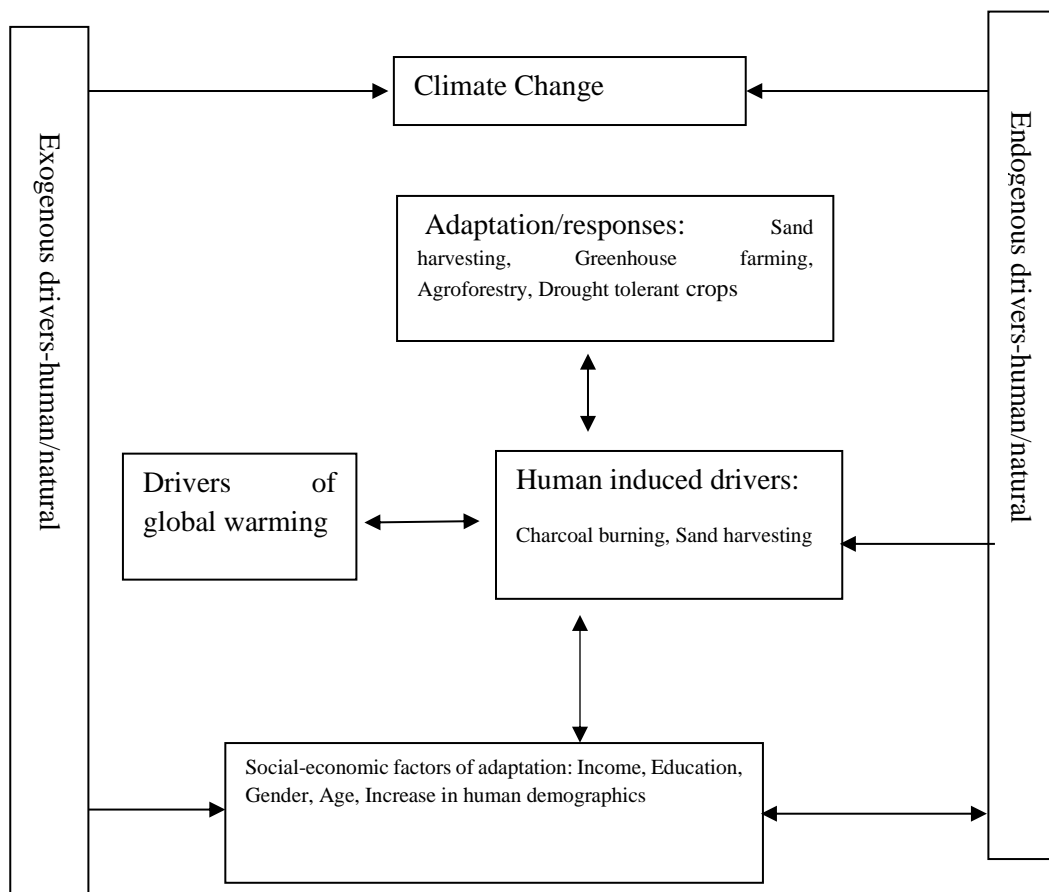 Climate Change
Exogenous drivers-human/natural
Endogenous drivers-human/natural
Adaptation/responses: Sand
harvesting, Greenhouse farming,
Agroforestry, Drought tolerant crops
Drivers of
global warming
Human induced drivers:
Charcoal burning, Sand harvesting
Social-economic factors of adaptation: Income, Education,
Gender, Age, Increase in human demographics